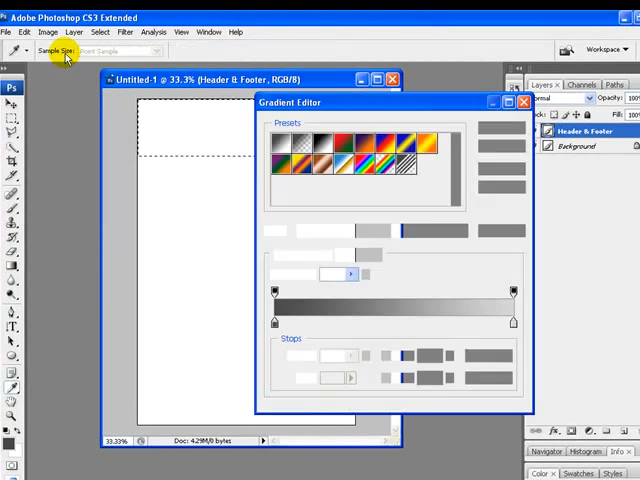 Adobe Photoshop CS3 Extended
File Edit Image Layer Select Filter Analysis View Window Help
Sample Size: Point Sample
Workspace
Untitled-1 @ 33.3% (Header & Footer, RGB/8)
Ps
Gradient Editor
Presets
Stops
33.33%
Doc: 4.29M/0 bytes
Layers Channels Paths
Normal Opacity: 100%
Lock: Fill: 100%
Header & Footer
Background
fx
Navigator Histogram Info
Color Swatches Styles